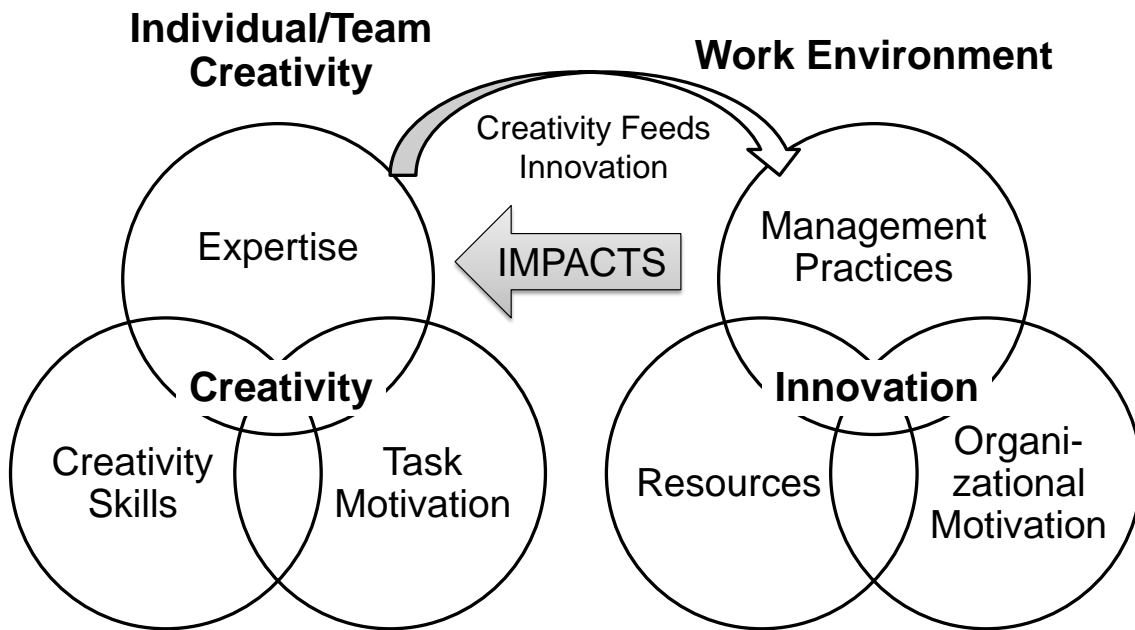 Individual/Team
Creativity
Work Environment
Creativity Feeds
Innovation
Expertise
IMPACTS
Management
Practices
Creativity
Innovation
Creativity
Skills
Task
Motivation
Resources
Organi-
zational
Motivation